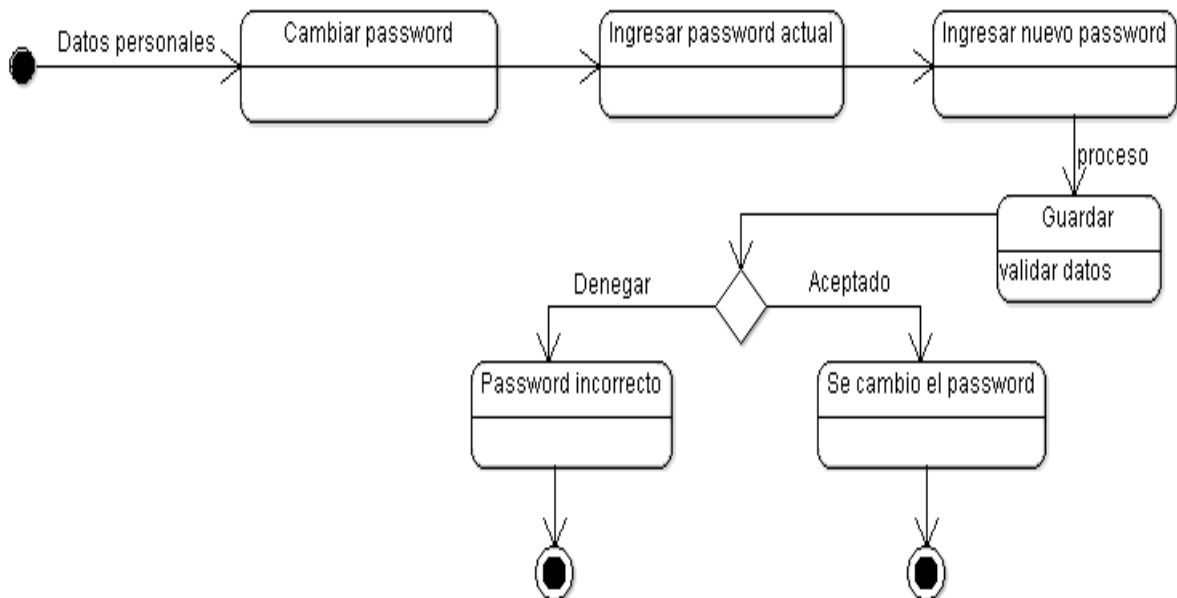 Datos personales
Cambiar password
Ingresar password actual
Ingresar nuevo password
proceso
Guardar
validar datos
Denegar
Aceptado
Password incorrecto
Se cambio el password